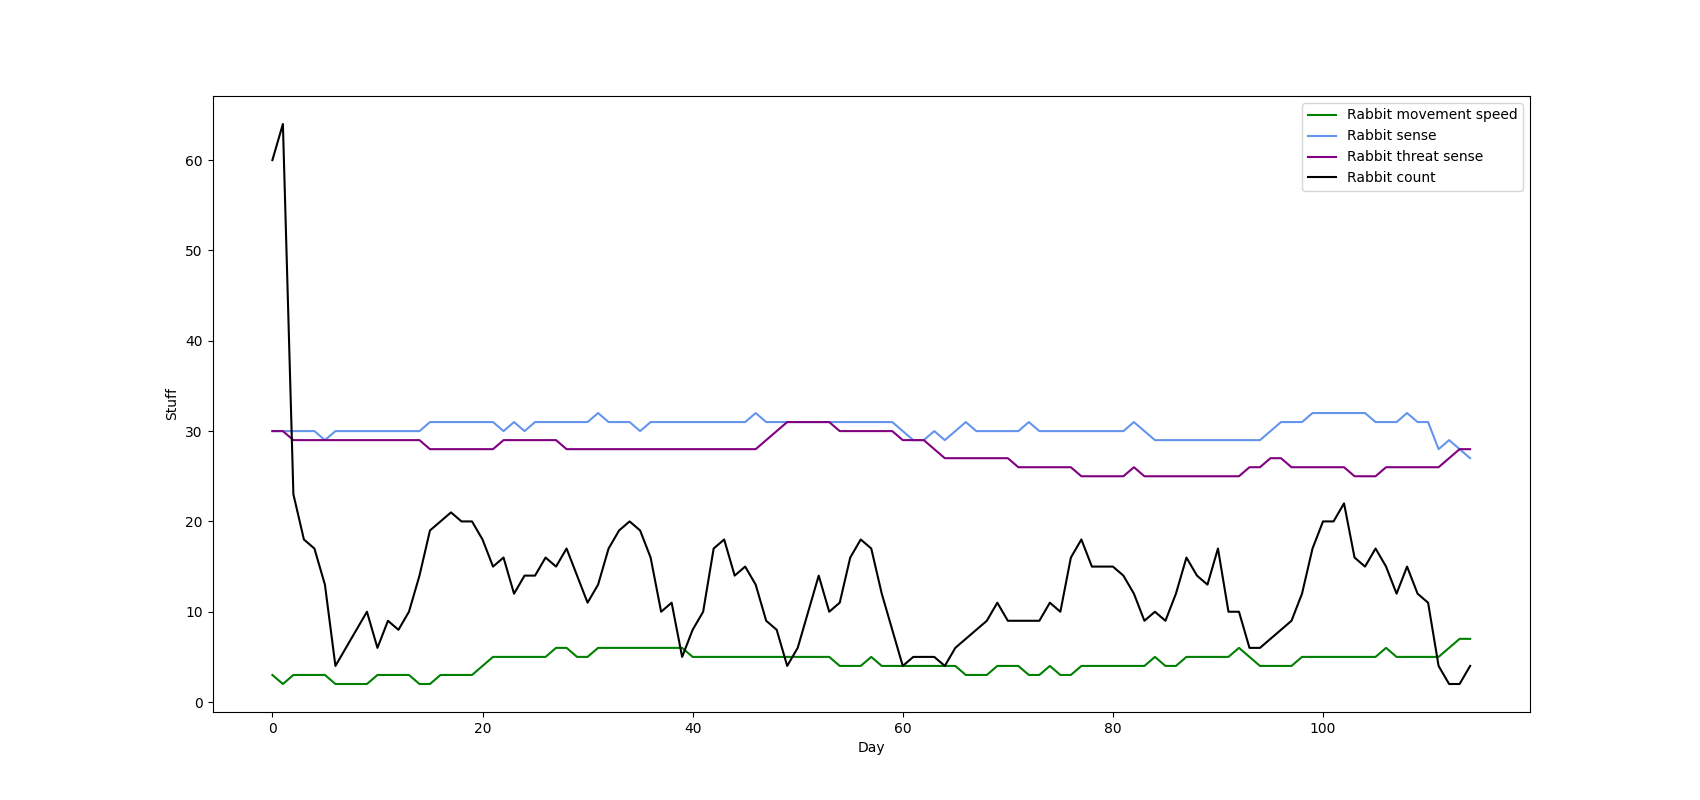 Rabbit movement speed
Rabbit sense
Rabbit threat sense
Rabbit count
60
50
40
30
20
10
0
Stuff
0 20 40 60 80 100
Day